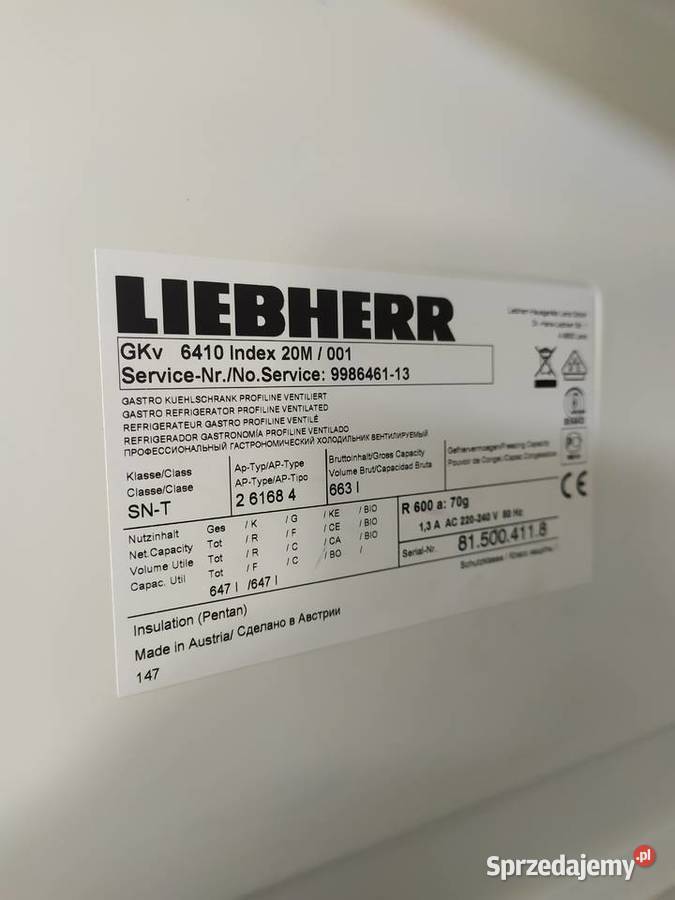 LIEBHERR
GKv 6410 Index 20M / 001
Service-Nr./No.Service: 9986461-13
GASTRO KUEHLSCHRANK PROFILINE VENTILIERT
GASTRO REFRIGERATOR PROFILINE VENTILATED
REFRIGERATEUR GASTRO PROFILINE VENTILÉ
REFRIGERADOR GASTRONOMÍA PROFILINE VENTILADO
ПРОФЕССИОНАЛЬНЫЙ ГАСТРОНОМИЧЕСКИЙ ХОЛОДИЛЬНИК ВЕНТИЛИРУЕМЫЙ
Klasse/Class
Classe/Clase
SN-T
Ap-Typ/AP-Type
AP-Type/AP-Tipo
2 6168 4
Bruttoinhalt/Gross Capacity
Volume Brut/Capacidad Bruta
663 l
Gefriervermoegen/Freezing Capacity
Pouvoir de Congel./Capac.Congelación
Nutzinhalt Ges / K / G / KE / BIO
Net.Capacity Tot / R / F / CE / BIO
Volume Utile Tot / R / C / CA / BIO
Capac. Util Tot / F / C / BO /
647 l /647 l
R 600 a: 70g
1,3 A AC 220-240 V 50 Hz
Serial-Nr. 81.500.411.8
Insulation (Pentan)
Made in Austria/ Сделано в Австрии
147
CE
Sprzedajemy.pl